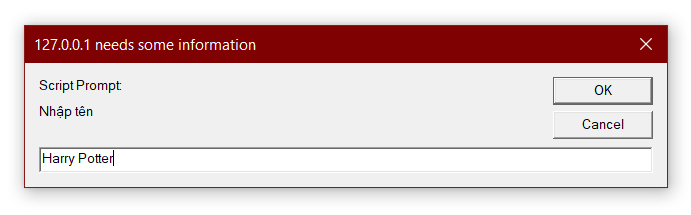 127.0.0.1 needs some information
Script Prompt:
OK
Nhập tên
Cancel
Harry Potter